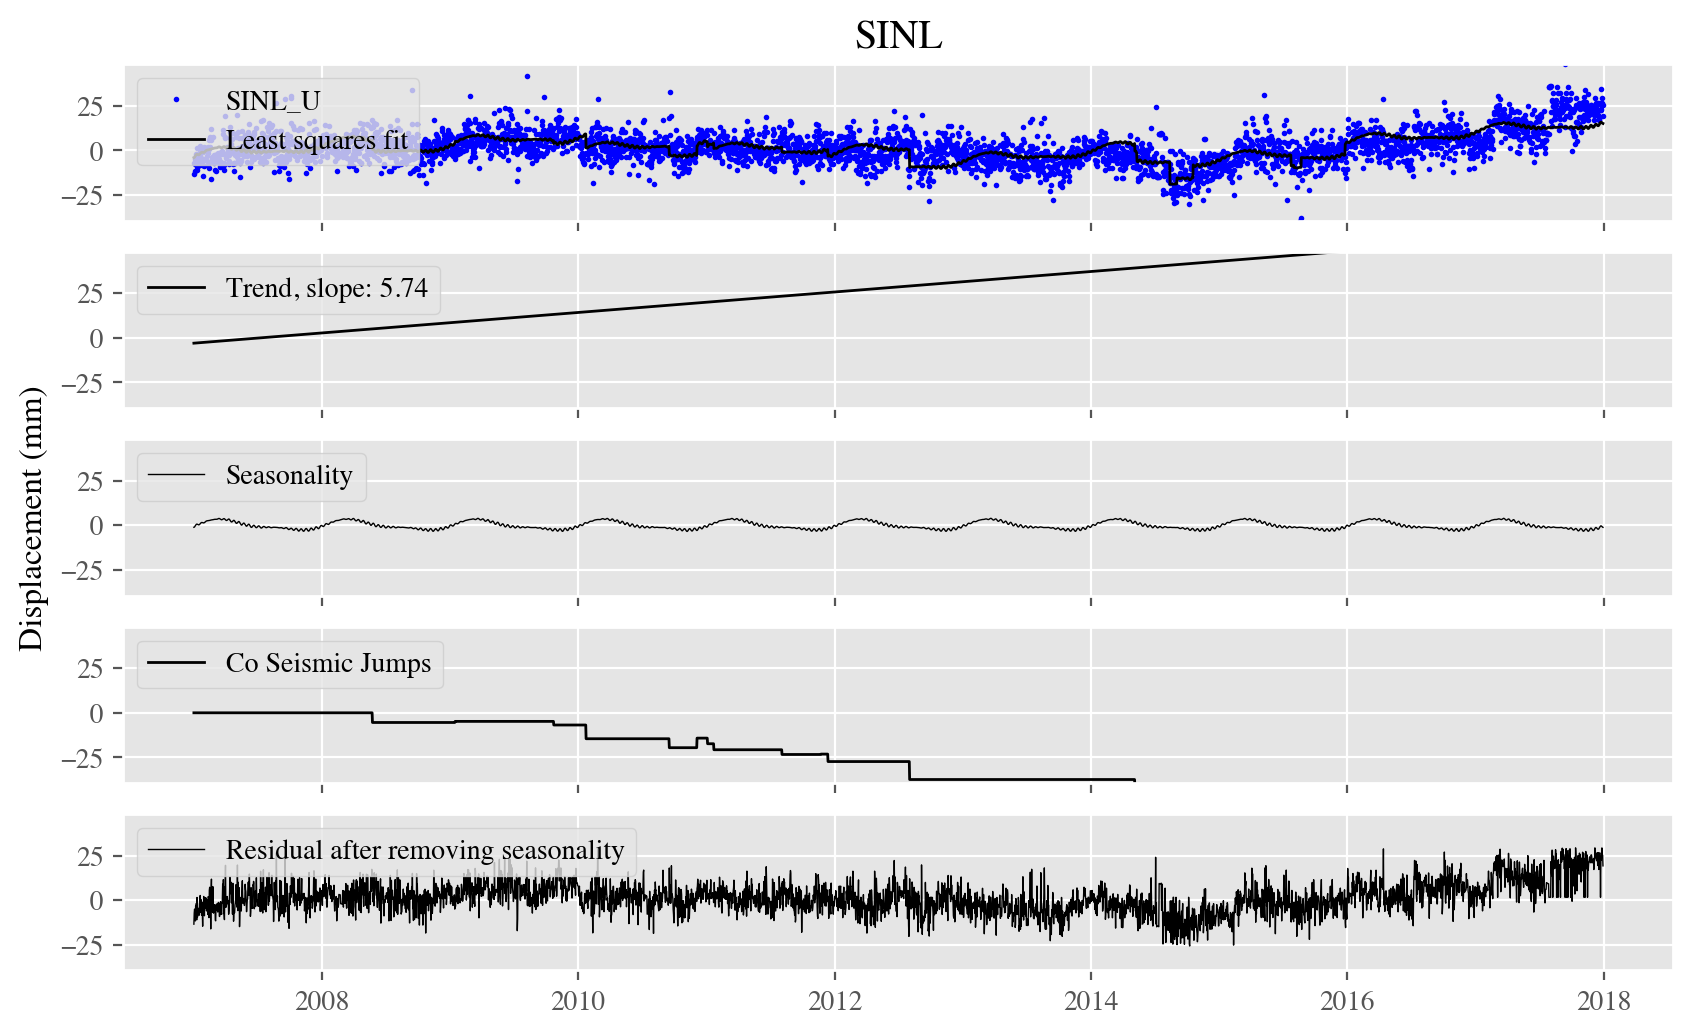 SINL
25
0
−25
SINL_U
Least squares fit
25
0
−25
Trend, slope: 5.74
Displacement (mm)
25
0
−25
Seasonality
25
0
−25
Co Seismic Jumps
25
0
−25
Residual after removing seasonality
2008 2010 2012 2014 2016 2018